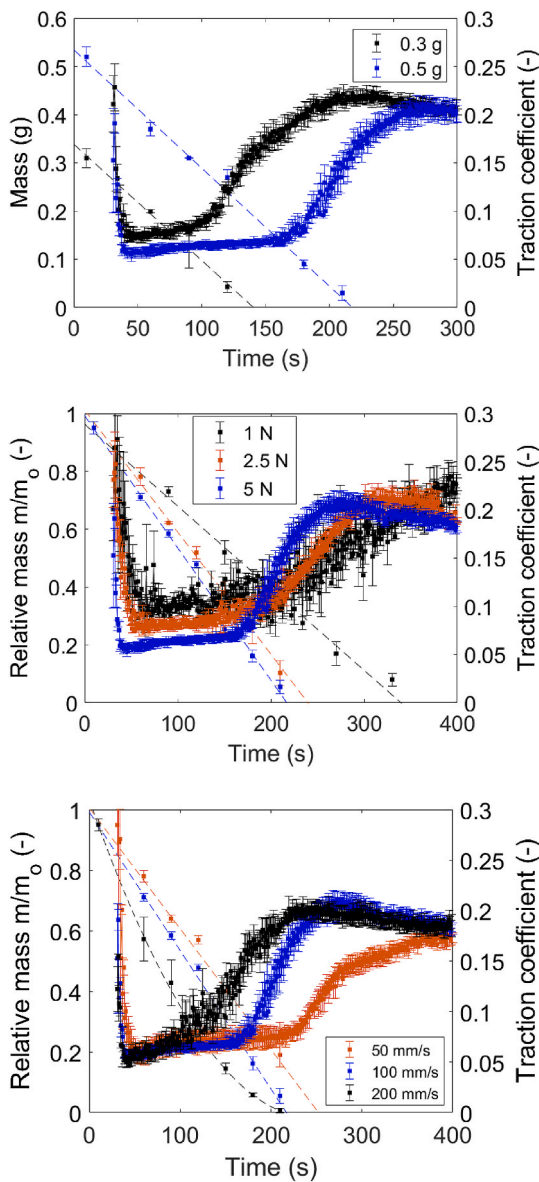 0.6
0.5
0.4
0.3
0.2
0.1
0
Mass (g)
0.3 g
0.5 g
0.3
0.25
0.2
0.15
0.1
0.05
0
Traction coefficient (-)
0 50 100 150 200 250 300
Time (s)
1
0.8
0.6
0.4
0.2
0
Relative mass m/mo (-)
1 N
2.5 N
5 N
0.3
0.25
0.2
0.15
0.1
0.05
0
Traction coefficient (-)
0 100 200 300 400
Time (s)
1
0.8
0.6
0.4
0.2
0
Relative mass m/mo (-)
50 mm/s
100 mm/s
200 mm/s
0.3
0.25
0.2
0.15
0.1
0.05
0
Traction coefficient (-)
0 100 200 300 400
Time (s)